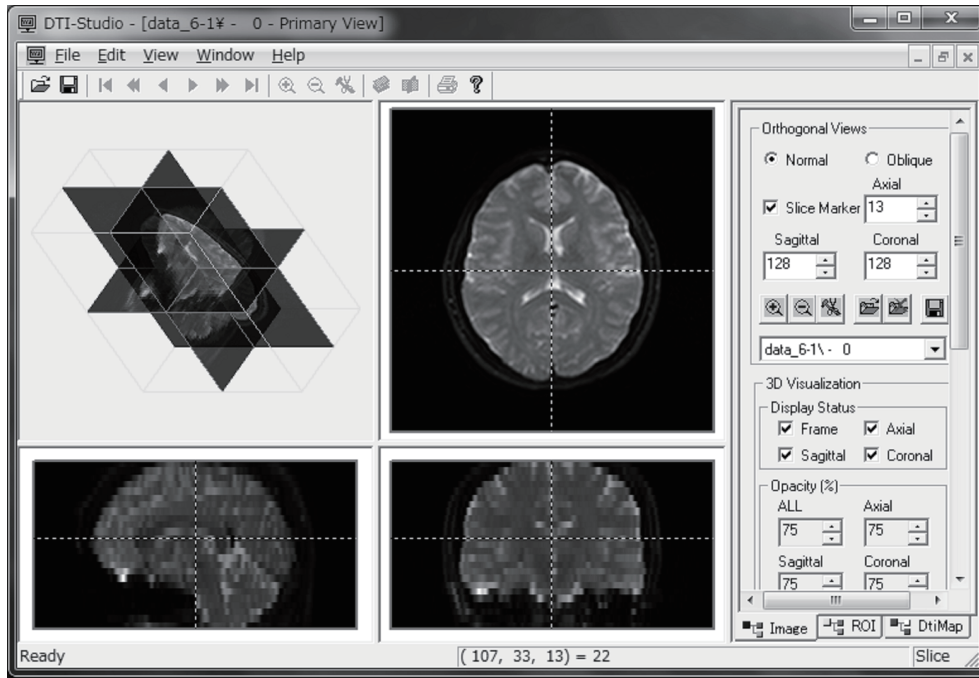 DTI-Studio - [data_6-1¥ -   0 - Primary View]
File Edit View Window Help
Orthogonal Views
Normal Oblique
Axial
Slice Marker 13
Sagittal Coronal
128 128
data_6-1\ -   0
3D Visualization
Display Status
Frame Axial
Sagittal Coronal
Opacity (%)
ALL Axial
75 75
Sagittal Coronal
75 75
Image ROI DtiMap
Ready ( 107, 33, 13) = 22 Slice